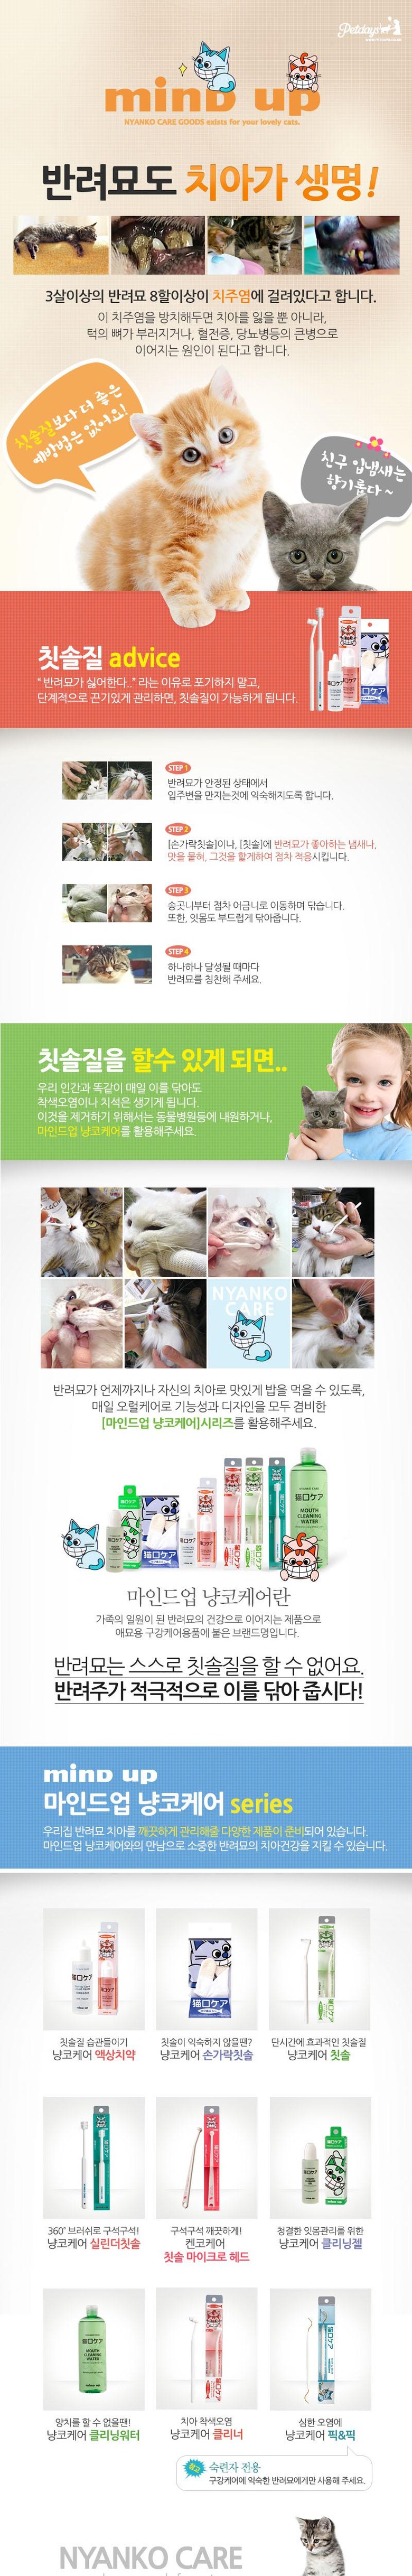 Petdays
minD up
NYANKO CARE GOODS exists for your lovely cats.
반려묘도 치아가 생명!
3살이상의 반려묘 8할이상이 치주염에 걸려있다고 합니다.
이 치주염을 방치해두면 치아를 잃을 뿐 아니라,
턱의 뼈가 부러지거나, 혈전증, 당뇨병등의 큰병으로
이어지는 원인이 된다고 합니다.
칫솔질보다 더 좋은
예방법은 없어요!
친구 입냄새는
향기롭다~
칫솔질 advice
“ 반려묘가 싫어한다..” 라는 이유로 포기하지 말고,
단계적으로 끈기있게 관리하면, 칫솔질이 가능하게 됩니다.
STEP 1
반려묘가 안정된 상태에서
입주변을 만지는것에 익숙해지도록 합니다.
STEP 2
[손가락칫솔]이나, [칫솔]에 반려묘가 좋아하는 냄새나,
맛을 뭍혀, 그것을 핥게하여 점차 적응시킵니다.
STEP 3
송곳니부터 점차 어금니로 이동하며 닦습니다.
또한, 잇몸도 부드럽게 닦아줍니다.
STEP 4
하나하나 달성될 때마다
반려묘를 칭찬해 주세요.
칫솔질을 할수 있게 되면..
우리 인간과 똑같이 매일 이를 닦아도
착색오염이나 치석은 생기게 됩니다.
이것을 제거하기 위해서는 동물병원등에 내원하거나,
마인드업 냥코케어를 활용해주세요.
NYANKO
CARE
반려묘가 언제까지나 자신의 치아로 맛있게 밥을 먹을 수 있도록,
매일 오럴케어로 기능성과 디자인을 모두 겸비한
[마인드업 냥코케어]시리즈를 활용해주세요.
猫口ケア
MOUTH
CLEANING
WATER
마인드업 냥코케어란
가족의 일원이 된 반려묘의 건강으로 이어지는 제품으로
애묘용 구강케어용품에 붙은 브랜드명입니다.
반려묘는 스스로 칫솔질을 할 수 없어요.
반려주가 적극적으로 이를 닦아 줍시다!
minD up
마인드업 냥코케어 series
우리집 반려묘 치아를 깨끗하게 관리해줄 다양한 제품이 준비되어 있습니다.
마인드업 냥코케어와의 만남으로 소중한 반려묘의 치아건강을 지킬 수 있습니다.
칫솔질 습관들이기
냥코케어 액상치약
칫솔이 익숙하지 않을땐?
냥코케어 손가락칫솔
단시간에 효과적인 칫솔질
냥코케어 칫솔
360˚ 브러쉬로 구석구석!
냥코케어 실린더칫솔
구석구석 깨끗하게!
켄코케어
칫솔 마이크로 헤드
청결한 잇몸관리를 위한
냥코케어 클리닝젤
양치를 할 수 없을땐!
냥코케어 클리닝워터
치아 착색오염
냥코케어 클리너
심한 오염에
냥코케어 픽&픽
숙련자 전용
구강케어에 익숙한 반려묘에게만 사용해 주세요.
NYANKO CARE